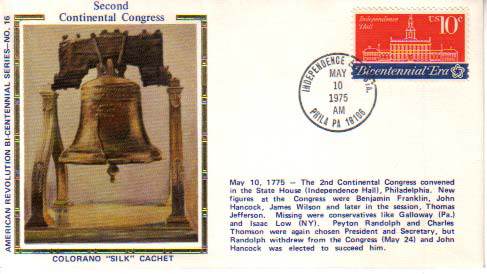 Second
Continental Congress
AMERICAN REVOLUTION BI-CENTENNIAL SERIES—NO. 16
COLORANO "SILK" CACHET
Independence
Hall
US 10c
Bicentennial Era
INDEPENDENCE STA.
MAY
10
1975
AM
PHILA PA 19106
May 10, 1775 — The 2nd Continental Congress convened
in the State House (Independence Hall), Philadelphia. New
figures at the Congress were Benjamin Franklin, John
Hancock, James Wilson and later in the session, Thomas
Jefferson. Missing were conservatives like Galloway (Pa.)
and Isaac Low (NY). Peyton Randolph and Charles
Thomson were again chosen President and Secretary, but
Randolph withdrew from the Congress (May 24) and John
Hancock was elected to succeed him.